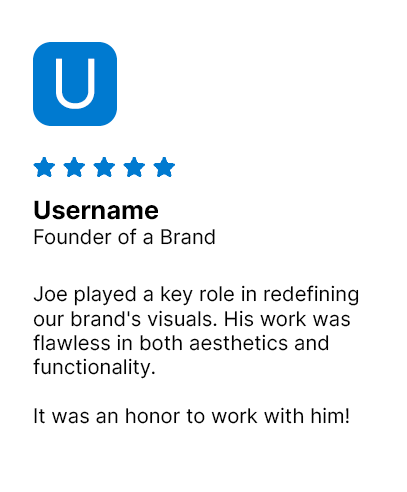 U
Username
Founder of a Brand
Joe played a key role in redefining
our brand's visuals. His work was
flawless in both aesthetics and
functionality.
It was an honor to work with him!